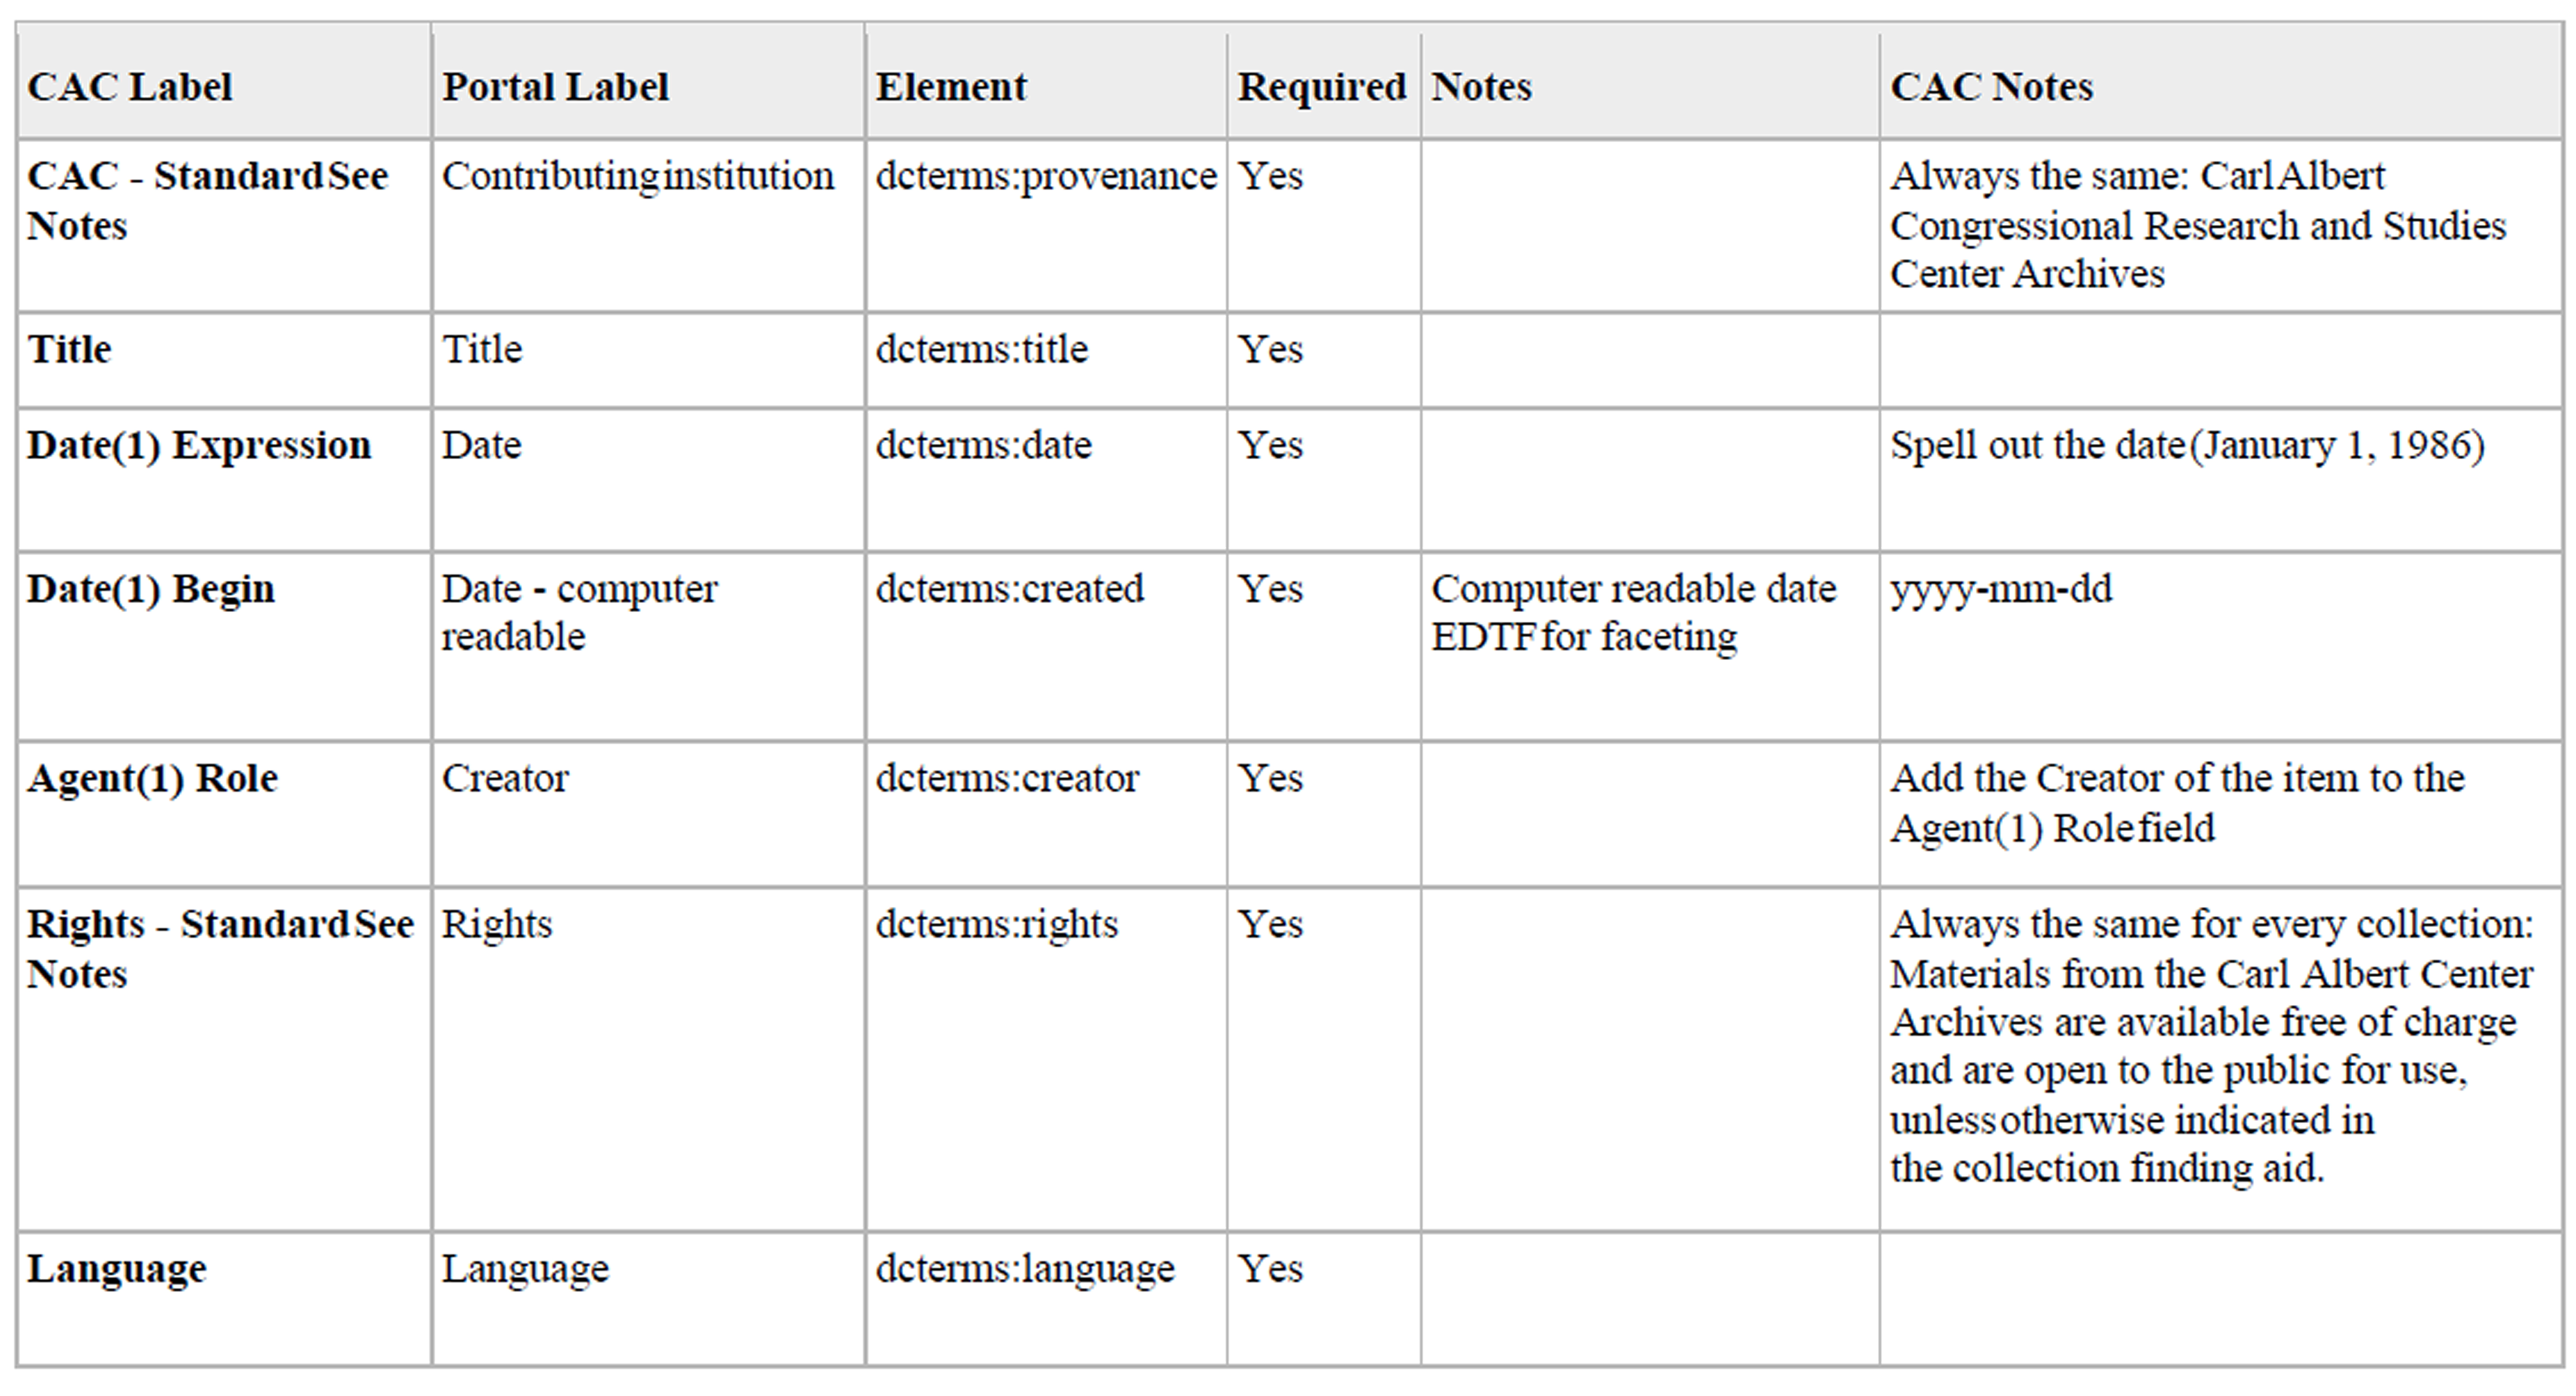 CAC Label Portal Label Element Required Notes CAC Notes
CAC - Standard See Contributing institution dcterms:provenance Yes Always the same: Carl Albert
Notes Congressional Research and Studies
Center Archives
Title Title dcterms:title Yes
Date(1) Expression Date dcterms:date Yes Spell out the date (January 1, 1986)
Date(1) Begin Date - computer dcterms:created Yes Computer readable date yyyy-mm-dd
readable EDTF for faceting
Agent(1) Role Creator dcterms:creator Yes Add the Creator of the item to the
Agent(1) Role field
Rights - Standard See Rights dcterms:rights Yes Always the same for every collection:
Notes Materials from the Carl Albert Center
Archives are available free of charge
and are open to the public for use,
unless otherwise indicated in
the collection finding aid.
Language Language dcterms:language Yes